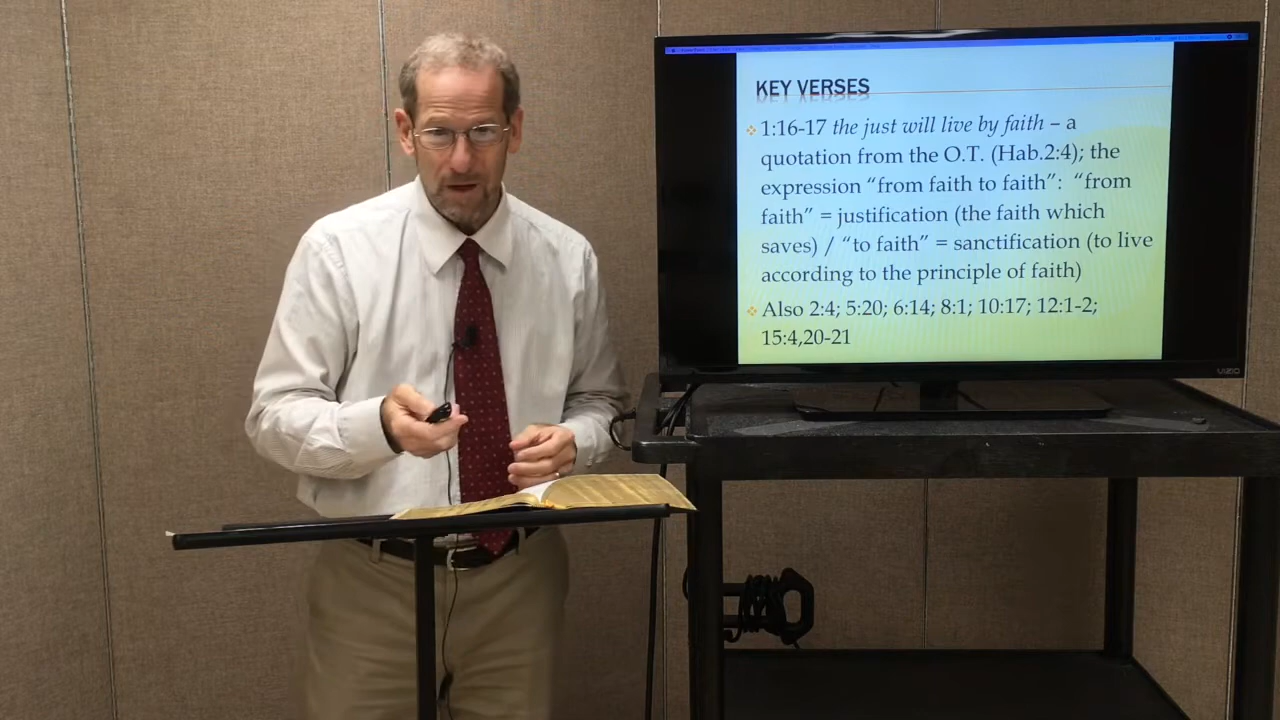 KEY VERSES
❖ 1:16-17 the just will live by faith – a
quotation from the O.T. (Hab.2:4); the
expression “from faith to faith”:  “from
faith” = justification (the faith which
saves) / “to faith” = sanctification (to live
according to the principle of faith)
❖ Also 2:4; 5:20; 6:14; 8:1; 10:17; 12:1-2;
15:4,20-21
VIZIO